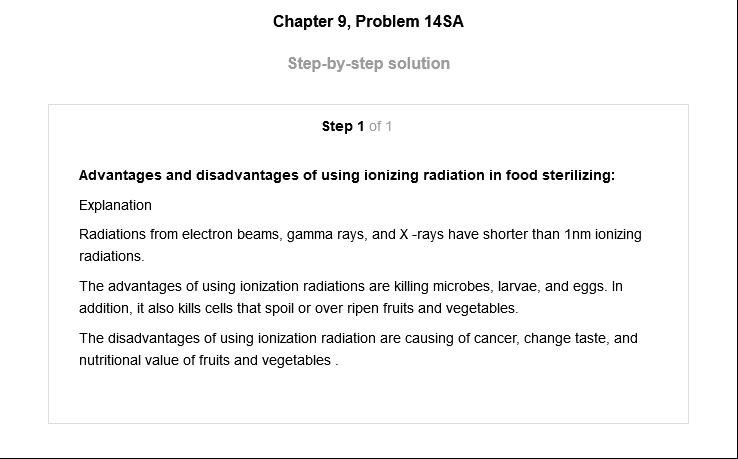 Chapter 9, Problem 14SA
Step-by-step solution
Step 1 of 1
Advantages and disadvantages of using ionizing radiation in food sterilizing:
Explanation
Radiations from electron beams, gamma rays, and X -rays have shorter than 1nm ionizing
radiations.
The advantages of using ionization radiations are killing microbes, larvae, and eggs. In
addition, it also kills cells that spoil or over ripen fruits and vegetables.
The disadvantages of using ionization radiation are causing of cancer, change taste, and
nutritional value of fruits and vegetables .